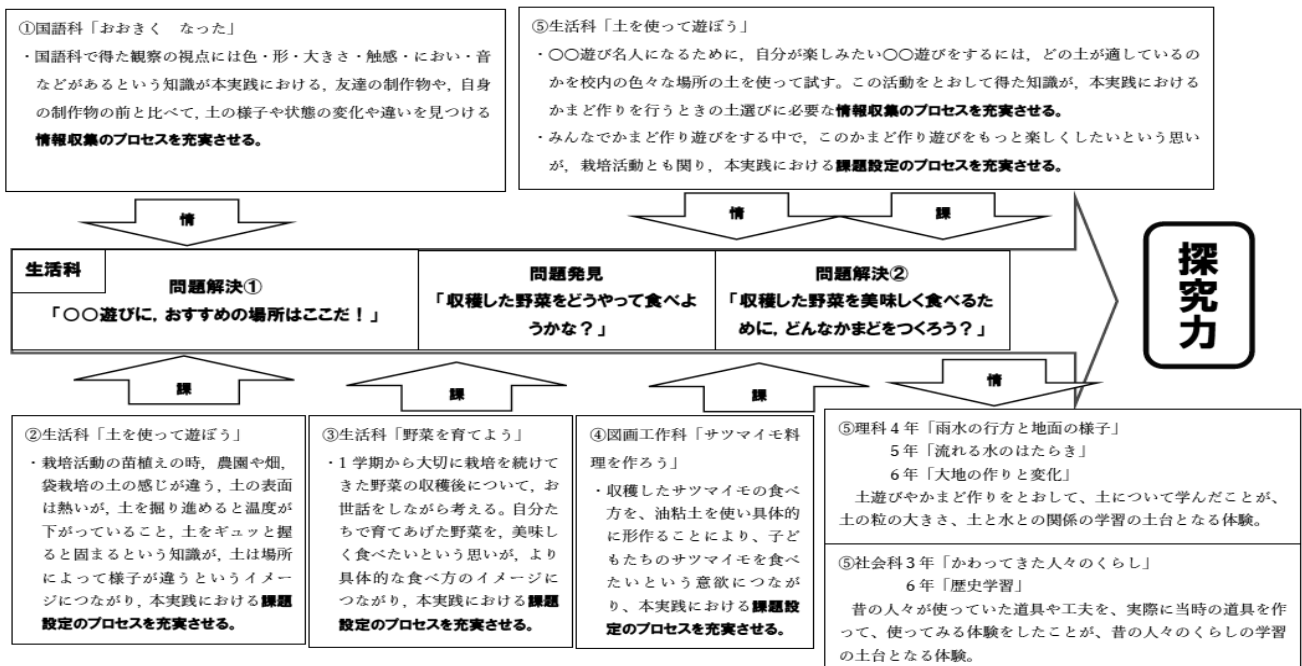 ①国語科「おおきく　なった」
・国語科で得た観察の視点には色・形・大きさ・触感・におい・音
などがあるという知識が本実践における，友達の制作物や，自身
の制作物の前と比べて，土の様子や状態の変化や違いを見つける
情報収集のプロセスを充実させる。
⑤生活科「土を使って遊ぼう」
・〇〇遊び名人になるために，自分が楽しみたい〇〇遊びをするには，どの土が適しているの
かを校内の色々な場所の土を使って試す。この活動をとおして得た知識が，本実践における
かまど作りを行うときの土選びに必要な情報収集のプロセスを充実させる。
・みんなでかまど作り遊びをする中で，このかまど作り遊びをもっと楽しくしたいという思い
が，栽培活動とも関り，本実践における課題設定のプロセスを充実させる。
情
情
課
生活科
問題解決①
「〇〇遊びに，おすすめの場所はここだ！」
問題発見
「収穫した野菜をどうやって食べよ
うかな？」
問題解決②
「収穫した野菜を美味しく食べるた
めに，どんなかまどをつくろう？」
探究力
課
課
課
情
②生活科「土を使って遊ぼう」
・栽培活動の苗植えの時，農園や畑，
袋栽培の土の感じが違う，土の表面
は熱いが，土を掘り進めると温度が
下がっていること，土をギュッと握
ると固まるという知識が，土は場所
によって様子が違うというイメー
ジにつながり，本実践における課題
設定のプロセスを充実させる。
③生活科「野菜を育てよう」
・1 学期から大切に栽培を続けて
きた野菜の収穫後について，お
世話をしながら考える。自分た
ちで育てあげた野菜を，美味し
く食べたいという思いが，より
具体的な食べ方のイメージに
つながり，本実践における課題
設定のプロセスを充実させる。
④図画工作科「サツマイモ料
理を作ろう」
・収穫したサツマイモの食べ
方を、油粘土を使い具体的
に形作ることにより、子ど
もたちのサツマイモを食べ
たいという意欲につなが
り、本実践における課題設
定のプロセスを充実させる。
⑤理科 4 年「雨水の行方と地面の様子」
5 年「流れる水のはたらき」
6 年「大地の作りと変化」
土遊びやかまど作りをとおして、土について学んだことが、
土の粒の大きさ、土と水との関係の学習の土台となる体験。
⑤社会科 3 年「かわってきた人々のくらし」
6 年「歴史学習」
昔の人々が使っていた道具や工夫を、実際に当時の道具を作
って、使ってみる体験をしたことが、昔の人々のくらしの学習
の土台となる体験。